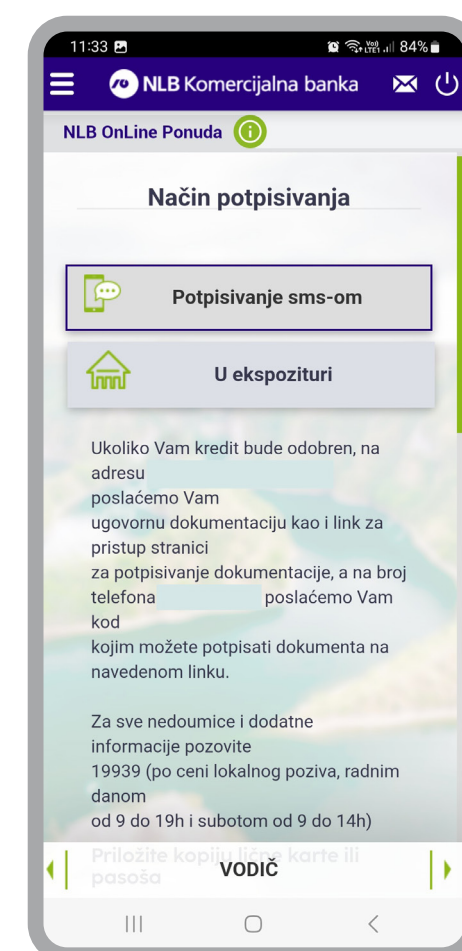 11:33 84%
NLB Komercijalna banka
NLB OnLine Ponuda
Način potpisivanja
Potpisivanje sms-om
U ekspozituri
Ukoliko Vam kredit bude odobren, na
adresu
poslaćemo Vam
ugovornu dokumentaciju kao i link za
pristup stranici
za potpisivanje dokumentacije, a na broj
telefona poslaćemo Vam
kod
kojim možete potpisati dokumenta na
navedenom linku.
Za sve nedoumice i dodatne
informacije pozovite
19939 (po ceni lokalnog poziva, radnim
danom
od 9 do 19h i subotom od 9 do 14h)
Priložite kopiju lične karte ili
pasoša
VODIČ